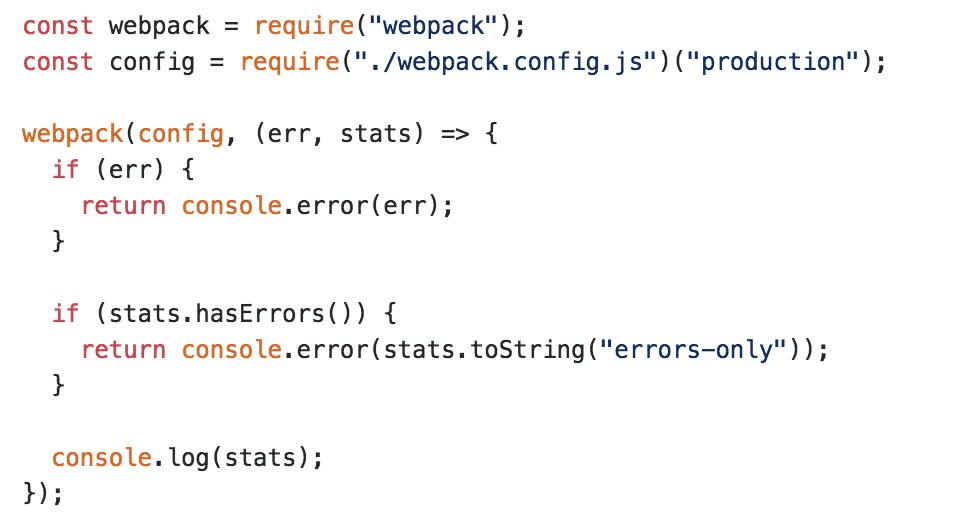 const webpack = require("webpack");
const config = require("./webpack.config.js")("production");

webpack(config, (err, stats) => {
  if (err) {
    return console.error(err);
  }

  if (stats.hasErrors()) {
    return console.error(stats.toString("errors-only"));
  }

  console.log(stats);
});